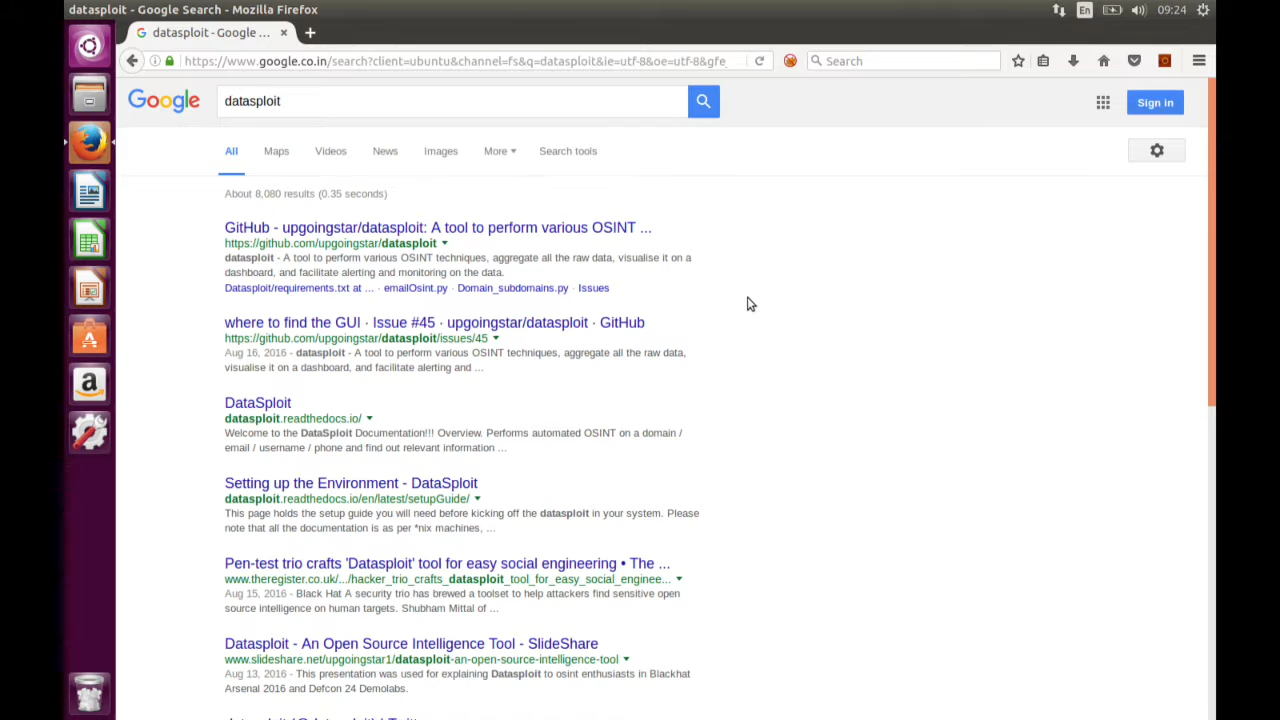 datasploit - Google Search - Mozilla Firefox
En
09:24
datasploit - Google ...
https://www.google.co.in/search?client=ubuntu&channel=fs&q=datasploit&ie=utf-8&oe=utf-8&gfe_
Search
Google
datasploit
Sign in
All
Maps
Videos
News
Images
More
Search tools
About 8,080 results (0.35 seconds)
GitHub - upgoingstar/datasploit: A tool to perform various OSINT ...
https://github.com/upgoingstar/datasploit
datasploit - A tool to perform various OSINT techniques, aggregate all the raw data, visualise it on a
dashboard, and facilitate alerting and monitoring on the data.
Datasploit/requirements.txt at ... · emailOsint.py · Domain_subdomains.py · Issues
where to find the GUI · Issue #45 · upgoingstar/datasploit · GitHub
https://github.com/upgoingstar/datasploit/issues/45
Aug 16, 2016 - datasploit - A tool to perform various OSINT techniques, aggregate all the raw data,
visualise it on a dashboard, and facilitate alerting and ...
DataSploit
datasploit.readthedocs.io/
Welcome to the DataSploit Documentation!!! Overview. Performs automated OSINT on a domain /
email / username / phone and find out relevant information ...
Setting up the Environment - DataSploit
datasploit.readthedocs.io/en/latest/setupGuide/
This page holds the setup guide you will need before kicking off the datasploit in your system. Please
note that all the documentation is as per *nix machines, ...
Pen-test trio crafts 'Datasploit' tool for easy social engineering • The ...
www.theregister.co.uk/.../hacker_trio_crafts_datasploit_tool_for_easy_social_enginee...
Aug 15, 2016 - Black Hat A security trio has brewed a toolset to help attackers find sensitive open
source intelligence on human targets. Shubham Mittal of ...
Datasploit - An Open Source Intelligence Tool - SlideShare
www.slideshare.net/upgoingstar1/datasploit-an-open-source-intelligence-tool
Aug 13, 2016 - This presentation was used for explaining Datasploit to osint enthusiasts in Blackhat
Arsenal 2016 and Defcon 24 Demolabs.